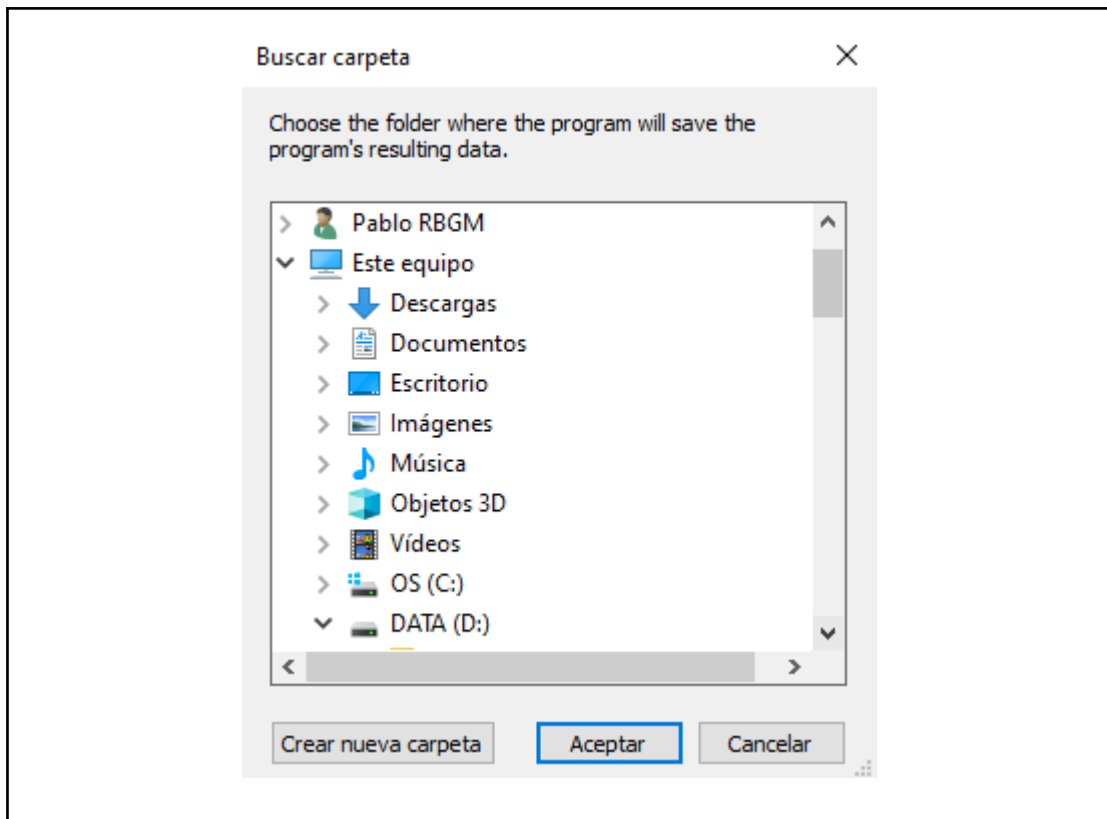 Buscar carpeta
Choose the folder where the program will save the
program's resulting data.
Pablo RBGM
Este equipo
Descargas
Documentos
Escritorio
Imágenes
Música
Objetos 3D
Vídeos
OS (C:)
DATA (D:)
Crear nueva carpeta Aceptar Cancelar